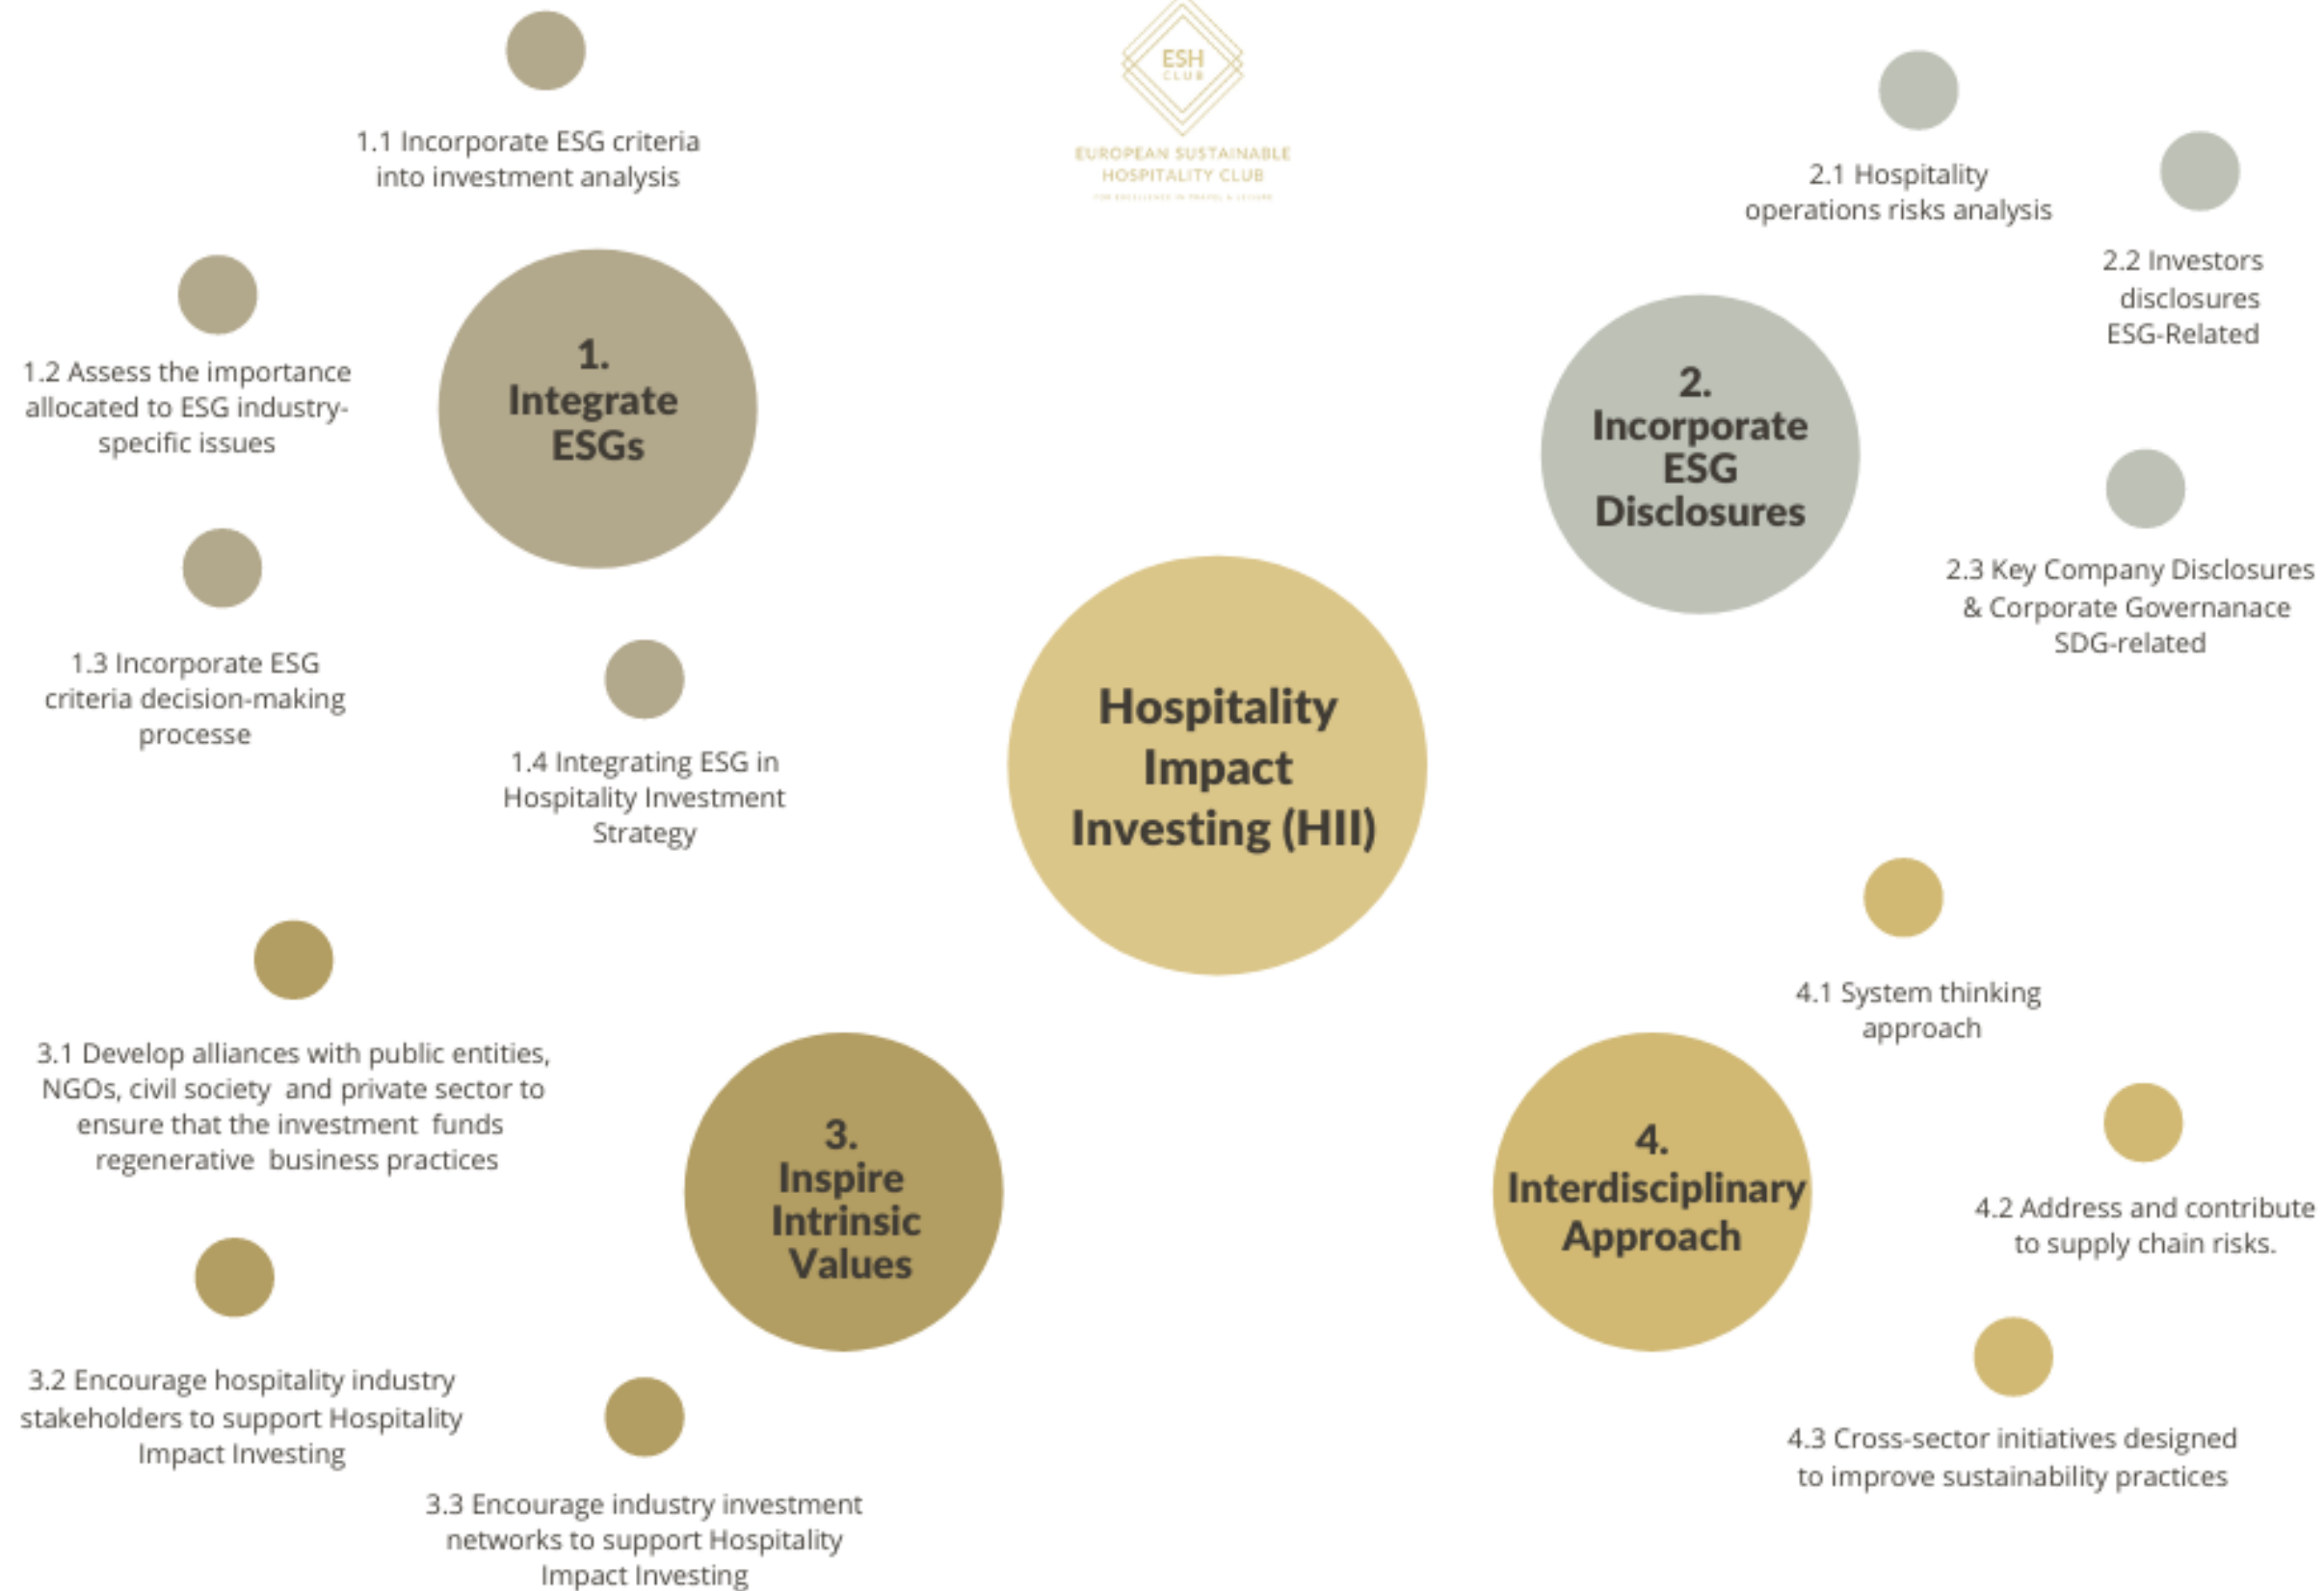 ESH
CLUB
EUROPEAN SUSTAINABLE
HOSPITALITY CLUB
FOR EXCELLENCE IN TRAVEL & LEISURE
1.1 Incorporate ESG criteria
into investment analysis
1.
Integrate
ESGs
1.2 Assess the importance
allocated to ESG industry-
specific issues
1.3 Incorporate ESG
criteria decision-making
processe
1.4 Integrating ESG in
Hospitality Investment
Strategy
2.1 Hospitality
operations risks analysis
2.2 Investors
disclosures
ESG-Related
2.
Incorporate
ESG
Disclosures
2.3 Key Company Disclosures
& Corporate Governanace
SDG-related
Hospitality
Impact
Investing (HII)
3.1 Develop alliances with public entities,
NGOs, civil society and private sector to
ensure that the investment funds
regenerative business practices
3.
Inspire
Intrinsic
Values
3.2 Encourage hospitality industry
stakeholders to support Hospitality
Impact Investing
3.3 Encourage industry investment
networks to support Hospitality
Impact Investing
4.1 System thinking
approach
4.
Interdisciplinary
Approach
4.2 Address and contribute
to supply chain risks.
4.3 Cross-sector initiatives designed
to improve sustainability practices